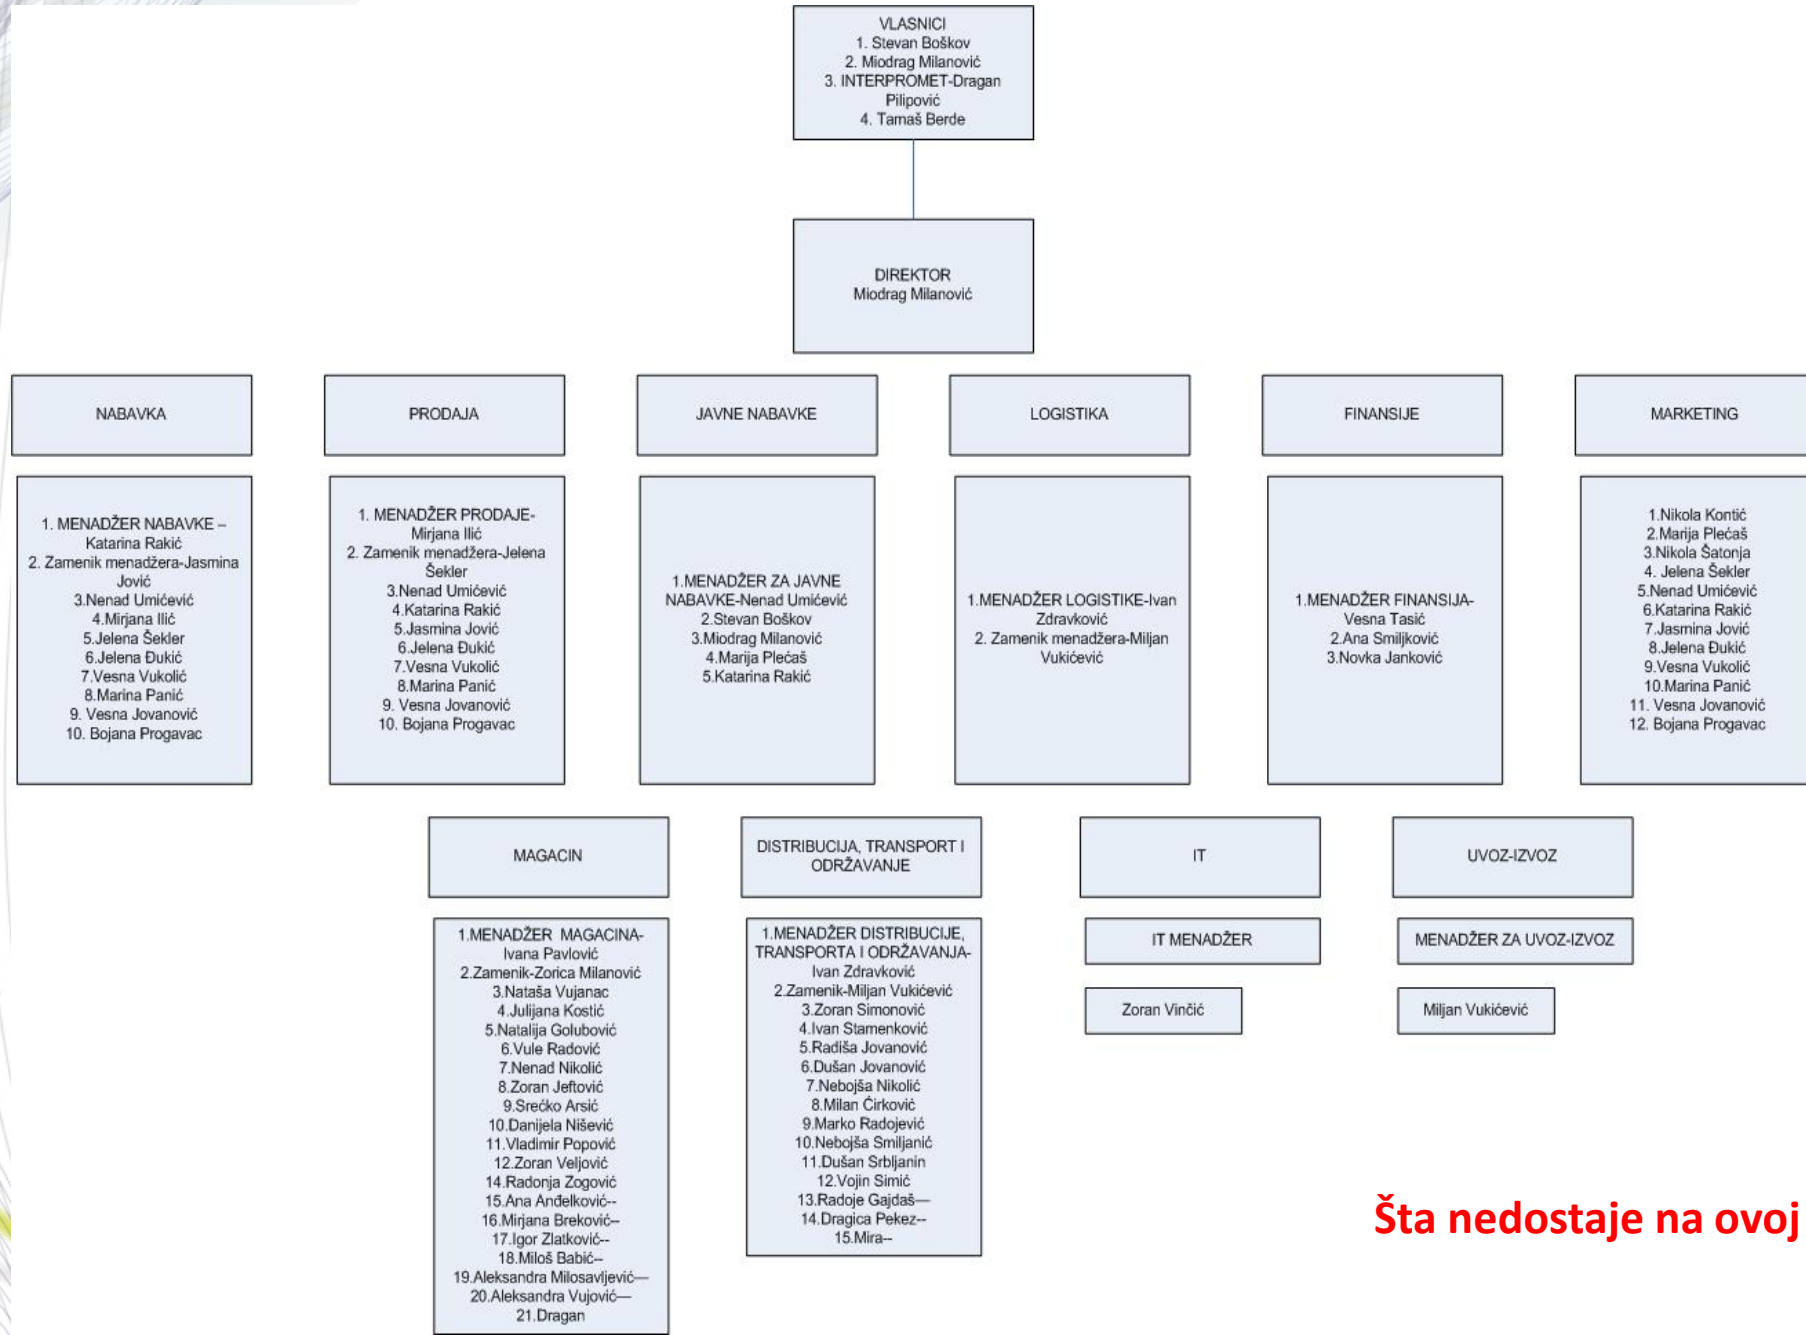 VLASNICI
1. Stevan Boškov
2. Miodrag Milanović
3. INTERPROMET-Dragan
Pilipović
4. Tamaš Berde
DIREKTOR
Miodrag Milanović
NABAVKA
PRODAJA
JAVNE NABAVKE
LOGISTIKA
FINANSIJE
MARKETING
1. MENADŽER NABAVKE –
Katarina Rakić
2. Zamenik menadžera-Jasmina
Jović
3.Nenad Umićević
4.Mirjana Ilić
5.Jelena Šekler
6.Jelena Đukić
7.Vesna Vukolić
8.Marina Panić
9. Vesna Jovanović
10. Bojana Progavac
1. MENADŽER PRODAJE-
Mirjana Ilić
2. Zamenik menadžera-Jelena
Šekler
3.Nenad Umićević
4.Katarina Rakić
5.Jasmina Jović
6.Jelena Đukić
7.Vesna Vukolić
8.Marina Panić
9. Vesna Jovanović
10. Bojana Progavac
1.MENADŽER ZA JAVNE
NABAVKE-Nenad Umićević
2.Stevan Boškov
3.Miodrag Milanović
4.Marija Plećaš
5.Katarina Rakić
1.MENADŽER LOGISTIKE-Ivan
Zdravković
2. Zamenik menadžera-Miljan
Vukićević
1.MENADŽER FINANSIJA-
Vesna Tasić
2.Ana Smiljković
3.Novka Janković
1.Nikola Kontić
2.Marija Plećaš
3.Nikola Šatonja
4. Jelena Šekler
5.Nenad Umićević
6.Katarina Rakić
7.Jasmina Jović
8.Jelena Đukić
9.Vesna Vukolić
10.Marina Panić
11. Vesna Jovanović
12. Bojana Progavac
MAGACIN
DISTRIBUCIJA, TRANSPORT I
ODRŽAVANJE
IT
UVOZ-IZVOZ
1.MENADŽER  MAGACINA-
Ivana Pavlović
2.Zamenik-Zorica Milanović
3.Nataša Vujanac
4.Julijana Kostić
5.Natalija Golubović
6.Vule Radović
7.Nenad Nikolić
8.Zoran Jeftović
9.Srećko Arsić
10.Danijela Nišević
11.Vladimir Popović
12.Zoran Veljović
14.Radonja Zogović
15.Ana Anđelković--
16.Mirjana Breković--
17.Igor Zlatković--
18.Miloš Babić--
19.Aleksandra Milosavljević—
20.Aleksandra Vujović—
21.Dragan
1.MENADŽER DISTRIBUCIJE,
TRANSPORTA I ODRŽAVANJA-
Ivan Zdravković
2.Zamenik-Miljan Vukićević
3.Zoran Simonović
4.Ivan Stamenković
5.Radiša Jovanović
6.Dušan Jovanović
7.Nebojša Nikolić
8.Milan Ćirković
9.Marko Radojević
10.Nebojša Smiljanić
11.Dušan Srbljanin
12.Vojin Simić
13.Radoje Gajdaš—
14.Dragica Pekez--
15.Mira--
IT MENADŽER
Zoran Vinčić
MENADŽER ZA UVOZ-IZVOZ
Miljan Vukićević
Šta nedostaje na ovoj